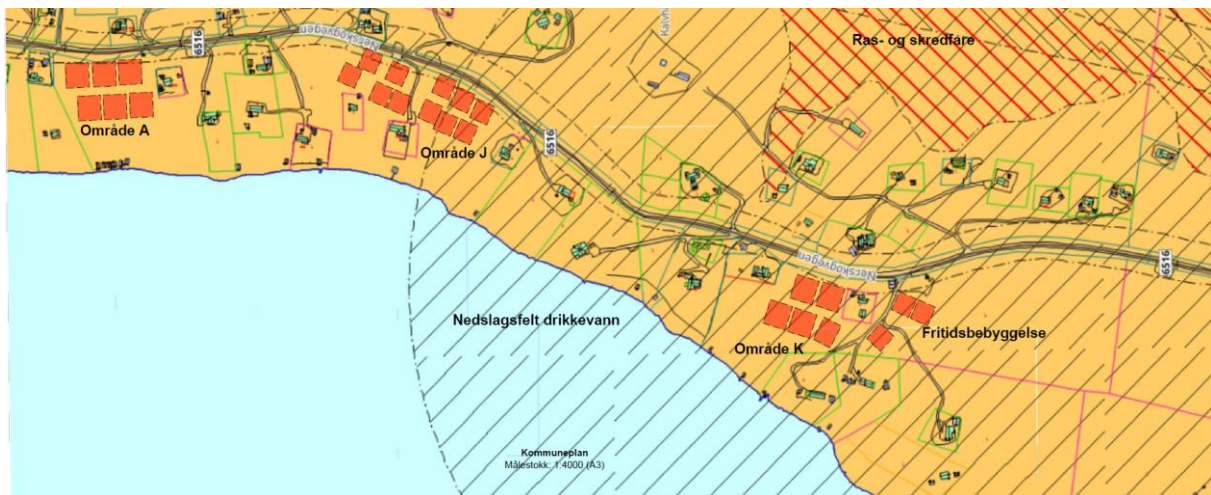 Nerskogvegen
6516
Kalvh
Ras- og skredfare
Område A
Område J
6516
Nerskogvegen
6516
Nedslagsfelt drikkevann
Område K
Fritidsbebyggelse
Kommuneplan
Målestokk: 1:4000 (A3)